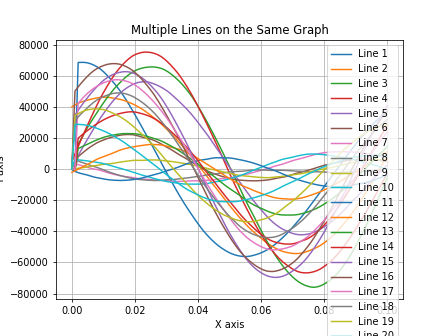 Multiple Lines on the Same Graph
80000
60000
40000
20000
0
−20000
−40000
−60000
−80000
0.00
0.02
0.04
0.06
X axis
Line 1
Line 2
Line 3
Line 4
Line 5
Line 6
Line 7
Line 8
Line 9
Line 10
Line 11
Line 12
Line 13
Line 14
Line 15
Line 16
Line 17
Line 18
Line 19
Line 20